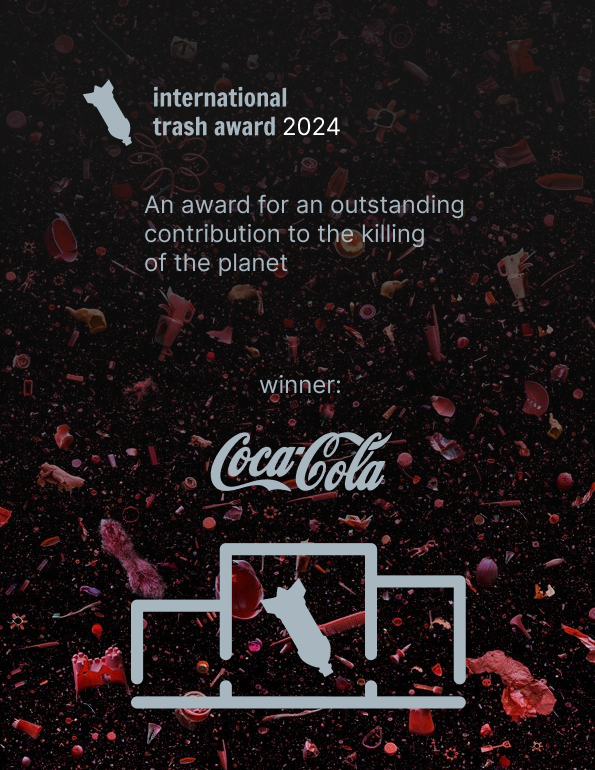 international
trash award 2024
An award for an outstanding
contribution to the killing
of the planet
winner:
Coca-Cola